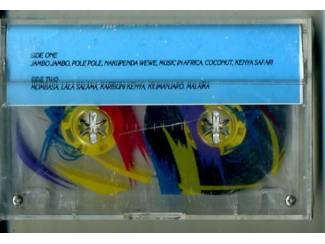 SIDE ONE
JAMBO JAMBO, POLE POLE, NAKUPENDA WEWE, MUSIC IN AFRICA, COCONUT, KENYA SAFARI
SIDE TWO
MOMBASA, LALA SALAMA, KARIBUNI KENYA, KILIMANJARO, MALAIKA